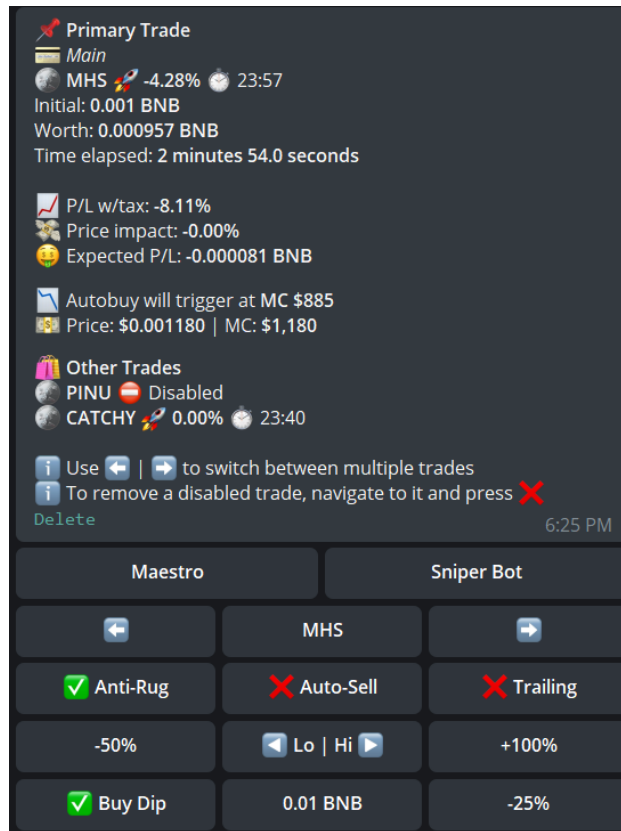 📌 Primary Trade
💳 Main
🌑 MHS 🚀 -4.28% ⏱ 23:57
Initial: 0.001 BNB
Worth: 0.000957 BNB
Time elapsed: 2 minutes 54.0 seconds
📈 P/L w/tax: -8.11%
💸 Price impact: -0.00%
🤑 Expected P/L: -0.000081 BNB
📉 Autobuy will trigger at MC $885
💵 Price: $0.001180 | MC: $1,180
🛍 Other Trades
🌑 PINU ⛔ Disabled
🌑 CATCHY 🚀 0.00% ⏱ 23:40
ℹ️ Use ⬅️ | ➡️ to switch between multiple trades
ℹ️ To remove a disabled trade, navigate to it and press ❌
Delete
6:25 PM
Maestro Sniper Bot
⬅️ MHS ➡️
✅ Anti-Rug ❌ Auto-Sell ❌ Trailing
-50% ◀️ Lo | Hi ▶️ +100%
✅ Buy Dip 0.01 BNB -25%